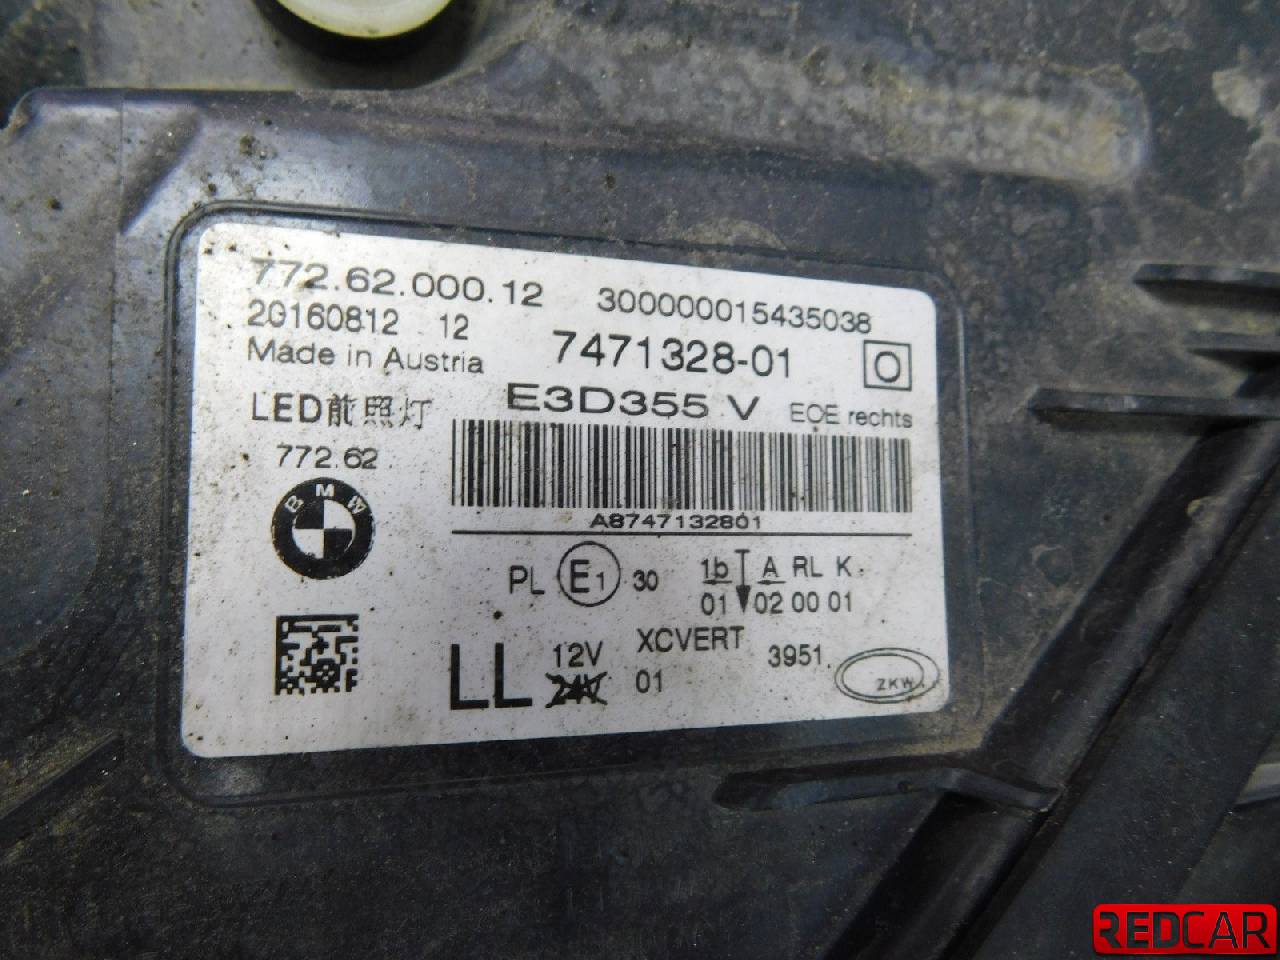 772.62.000.12 300000015435038
20160812 12 7471328-01 O
Made in Austria
LED前照灯 E3D355 V ECE rechts
772.62
BMW
A8747132801
PL E1 30 1b A RL K
01 02 00 01
LL 12V XCVERT 3951
24V 01
ZKW
REDCAR